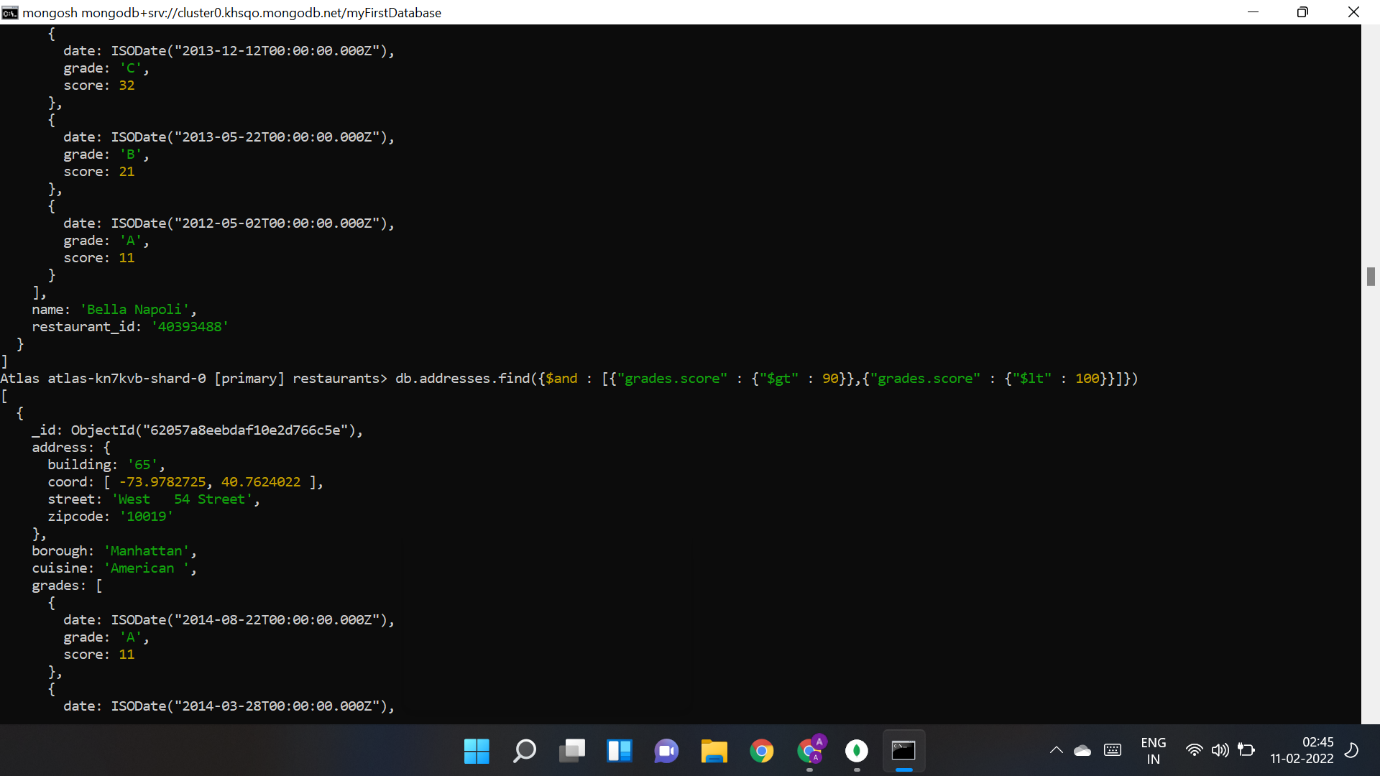 mongosh mongodb+srv://cluster0.khsqo.mongodb.net/myFirstDatabase
{
date: ISODate("2013-12-12T00:00:00.000Z"),
grade: 'C',
score: 32
},
{
date: ISODate("2013-05-22T00:00:00.000Z"),
grade: 'B',
score: 21
},
{
date: ISODate("2012-05-02T00:00:00.000Z"),
grade: 'A',
score: 11
}
],
name: 'Bella Napoli',
restaurant_id: '40393488'
}
]
Atlas atlas-kn7kvb-shard-0 [primary] restaurants> db.addresses.find({$and : [{"grades.score" : {"$gt" : 90}},{"grades.score" : {"$lt" : 100}}]})
[
{
_id: ObjectId("62057a8eebdaf10e2d766c5e"),
address: {
building: '65',
coord: [ -73.9782725, 40.7624022 ],
street: 'West   54 Street',
zipcode: '10019'
},
borough: 'Manhattan',
cuisine: 'American ',
grades: [
{
date: ISODate("2014-08-22T00:00:00.000Z"),
grade: 'A',
score: 11
},
{
date: ISODate("2014-03-28T00:00:00.000Z"),
A
A
ENG
IN
02:45
11-02-2022